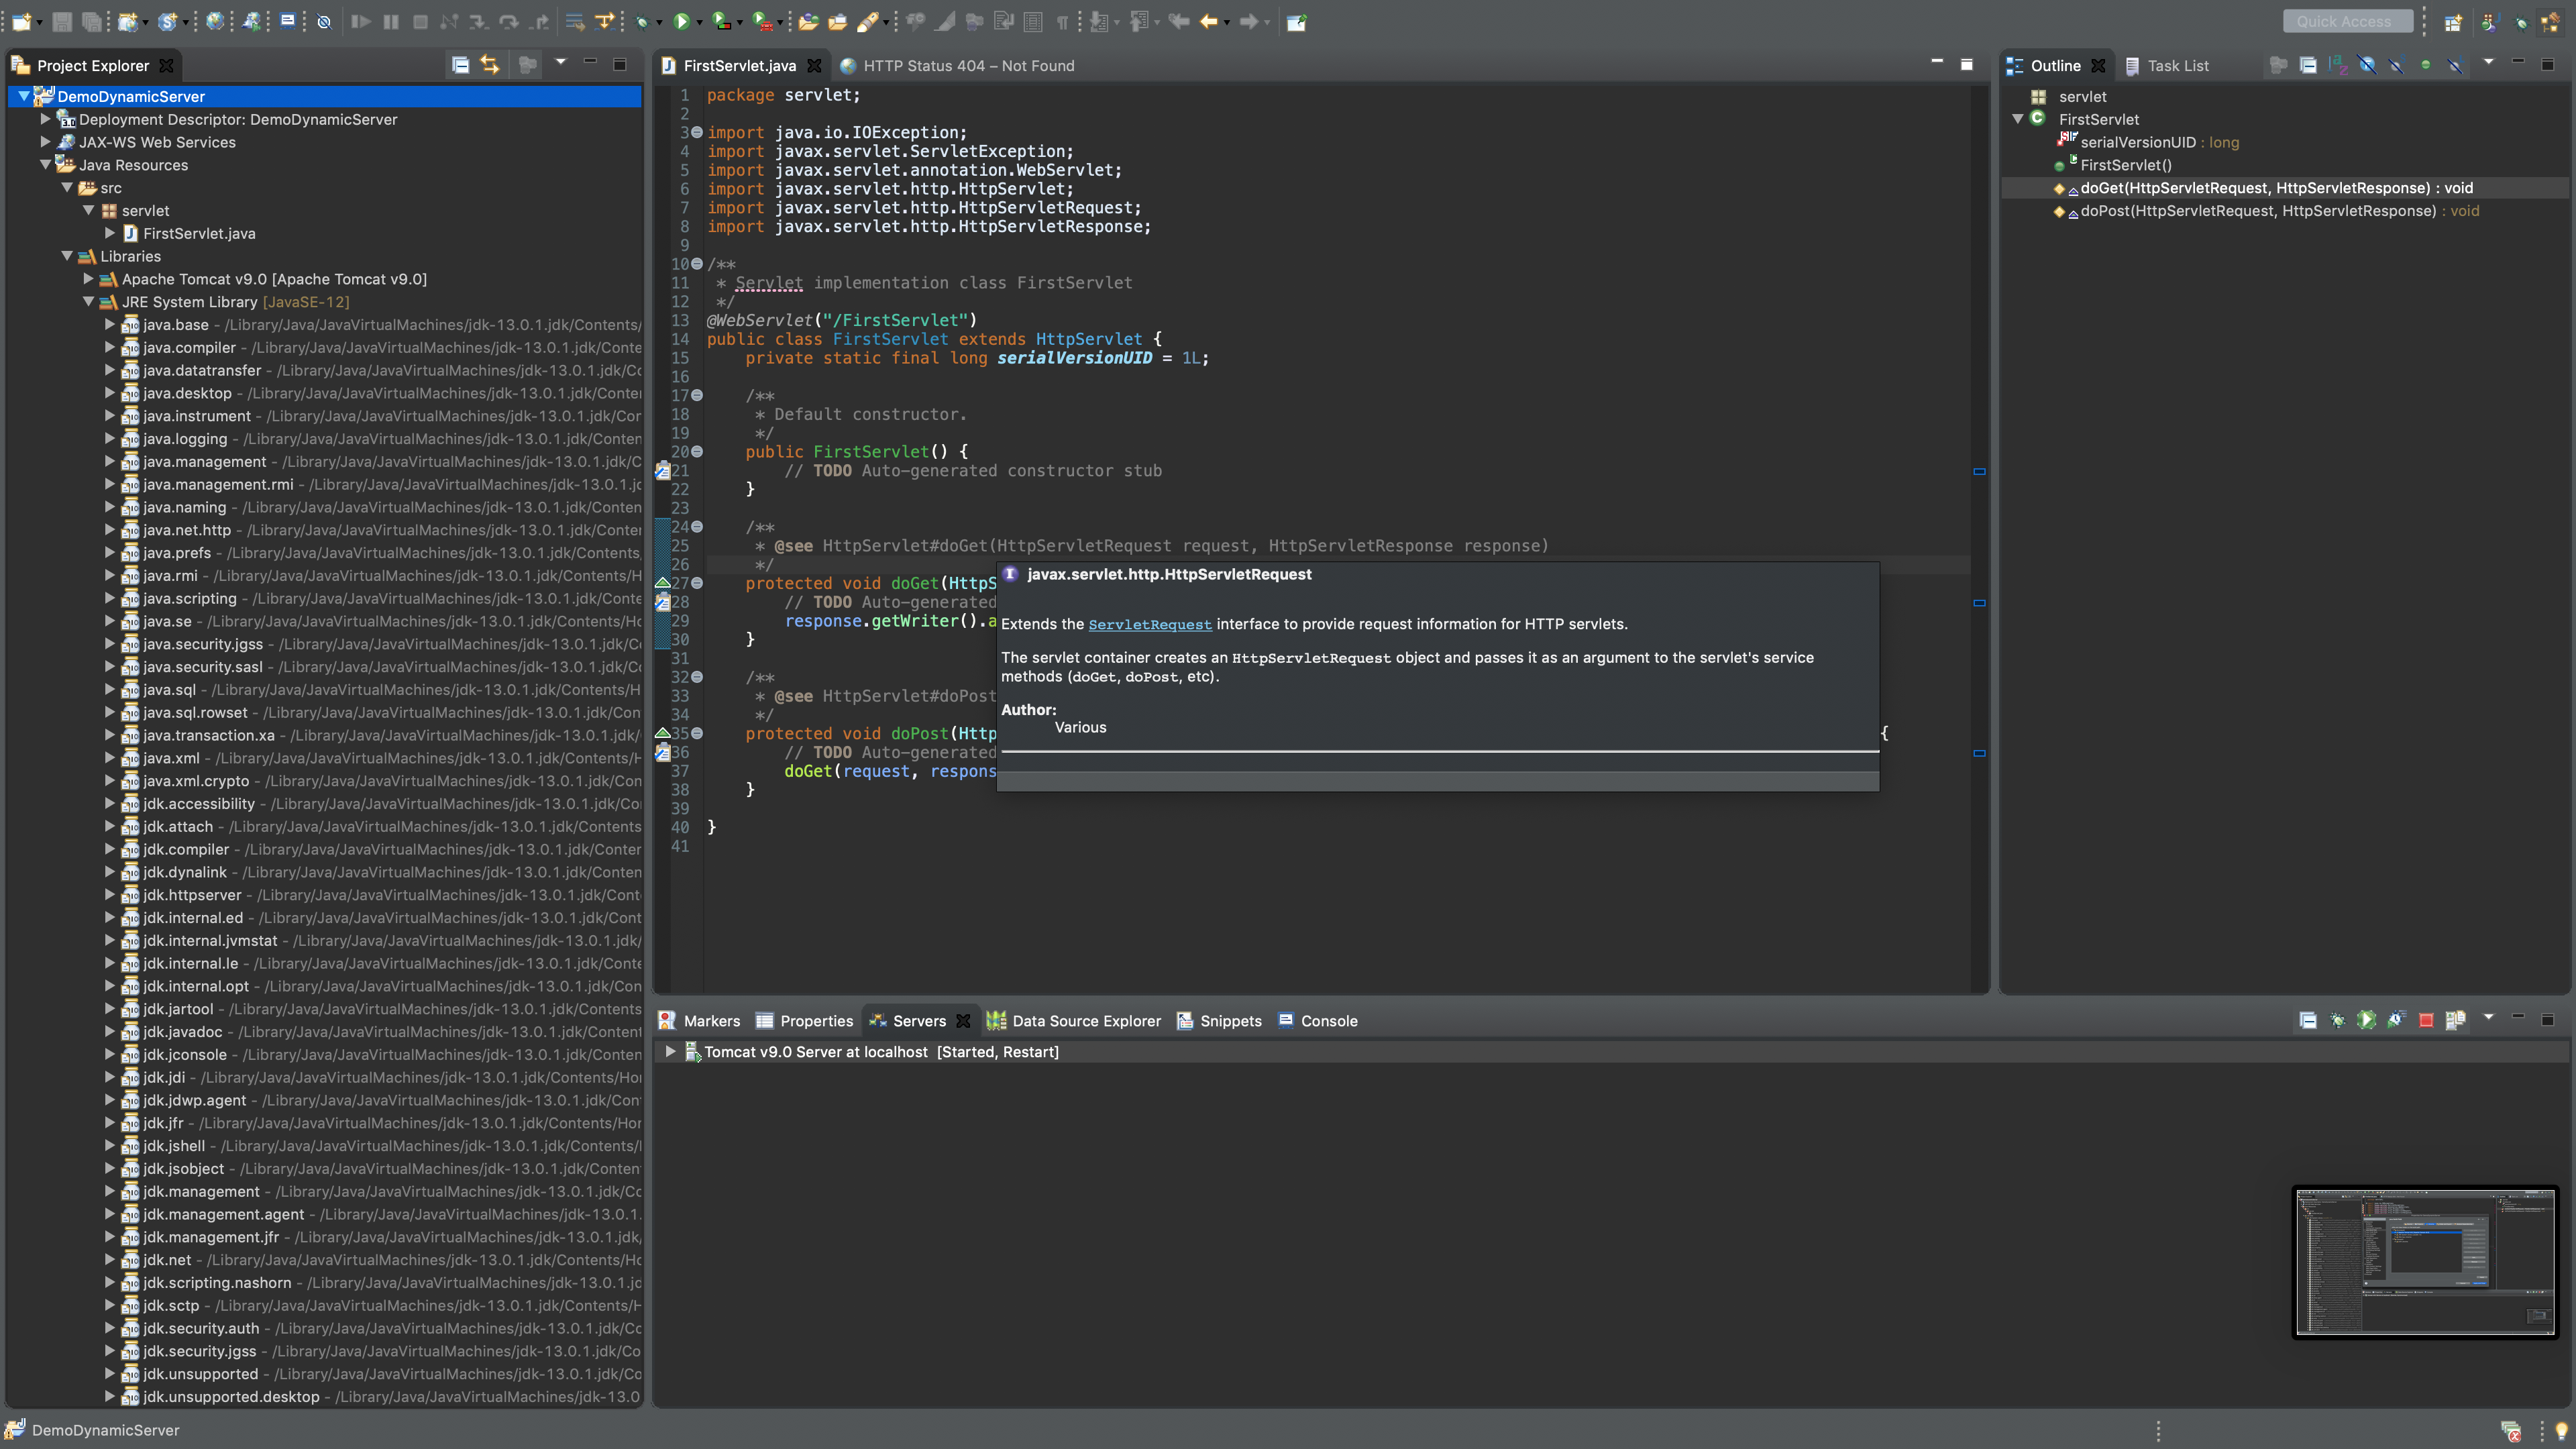 Quick Access
Project Explorer
DemoDynamicServer
Deployment Descriptor: DemoDynamicServer
JAX-WS Web Services
Java Resources
src
servlet
FirstServlet.java
Libraries
Apache Tomcat v9.0 [Apache Tomcat v9.0]
JRE System Library [JavaSE-12]
java.base - /Library/Java/JavaVirtualMachines/jdk-13.0.1.jdk/Contents/
java.compiler - /Library/Java/JavaVirtualMachines/jdk-13.0.1.jdk/Conte
java.datatransfer - /Library/Java/JavaVirtualMachines/jdk-13.0.1.jdk/Co
java.desktop - /Library/Java/JavaVirtualMachines/jdk-13.0.1.jdk/Conter
java.instrument - /Library/Java/JavaVirtualMachines/jdk-13.0.1.jdk/Cor
java.logging - /Library/Java/JavaVirtualMachines/jdk-13.0.1.jdk/Conten
java.management - /Library/Java/JavaVirtualMachines/jdk-13.0.1.jdk/C
java.management.rmi - /Library/Java/JavaVirtualMachines/jdk-13.0.1.jd
java.naming - /Library/Java/JavaVirtualMachines/jdk-13.0.1.jdk/Conten
java.net.http - /Library/Java/JavaVirtualMachines/jdk-13.0.1.jdk/Conter
java.prefs - /Library/Java/JavaVirtualMachines/jdk-13.0.1.jdk/Contents,
java.rmi - /Library/Java/JavaVirtualMachines/jdk-13.0.1.jdk/Contents/H
java.scripting - /Library/Java/JavaVirtualMachines/jdk-13.0.1.jdk/Conte
java.se - /Library/Java/JavaVirtualMachines/jdk-13.0.1.jdk/Contents/Ho
java.security.jgss - /Library/Java/JavaVirtualMachines/jdk-13.0.1.jdk/C
java.security.sasl - /Library/Java/JavaVirtualMachines/jdk-13.0.1.jdk/C
java.sql - /Library/Java/JavaVirtualMachines/jdk-13.0.1.jdk/Contents/H
java.sql.rowset - /Library/Java/JavaVirtualMachines/jdk-13.0.1.jdk/Con
java.transaction.xa - /Library/Java/JavaVirtualMachines/jdk-13.0.1.jdk/
java.xml - /Library/Java/JavaVirtualMachines/jdk-13.0.1.jdk/Contents/H
java.xml.crypto - /Library/Java/JavaVirtualMachines/jdk-13.0.1.jdk/Con
jdk.accessibility - /Library/Java/JavaVirtualMachines/jdk-13.0.1.jdk/Co
jdk.attach - /Library/Java/JavaVirtualMachines/jdk-13.0.1.jdk/Contents
jdk.compiler - /Library/Java/JavaVirtualMachines/jdk-13.0.1.jdk/Conter
jdk.dynalink - /Library/Java/JavaVirtualMachines/jdk-13.0.1.jdk/Conten
jdk.httpserver - /Library/Java/JavaVirtualMachines/jdk-13.0.1.jdk/Cont
jdk.internal.ed - /Library/Java/JavaVirtualMachines/jdk-13.0.1.jdk/Cont
jdk.internal.jvmstat - /Library/Java/JavaVirtualMachines/jdk-13.0.1.jdk/
jdk.internal.le - /Library/Java/JavaVirtualMachines/jdk-13.0.1.jdk/Conte
jdk.internal.opt - /Library/Java/JavaVirtualMachines/jdk-13.0.1.jdk/Con
jdk.jartool - /Library/Java/JavaVirtualMachines/jdk-13.0.1.jdk/Contents
jdk.javadoc - /Library/Java/JavaVirtualMachines/jdk-13.0.1.jdk/Content
jdk.jconsole - /Library/Java/JavaVirtualMachines/jdk-13.0.1.jdk/Conten
jdk.jdi - /Library/Java/JavaVirtualMachines/jdk-13.0.1.jdk/Contents/Hor
jdk.jdwp.agent - /Library/Java/JavaVirtualMachines/jdk-13.0.1.jdk/Con
jdk.jfr - /Library/Java/JavaVirtualMachines/jdk-13.0.1.jdk/Contents/Hor
jdk.jshell - /Library/Java/JavaVirtualMachines/jdk-13.0.1.jdk/Contents/
jdk.jsobject - /Library/Java/JavaVirtualMachines/jdk-13.0.1.jdk/Conten
jdk.management - /Library/Java/JavaVirtualMachines/jdk-13.0.1.jdk/Co
jdk.management.agent - /Library/Java/JavaVirtualMachines/jdk-13.0.1.
jdk.management.jfr - /Library/Java/JavaVirtualMachines/jdk-13.0.1.jdk/
jdk.net - /Library/Java/JavaVirtualMachines/jdk-13.0.1.jdk/Contents/Ho
jdk.scripting.nashorn - /Library/Java/JavaVirtualMachines/jdk-13.0.1.jd
jdk.sctp - /Library/Java/JavaVirtualMachines/jdk-13.0.1.jdk/Contents/H
jdk.security.auth - /Library/Java/JavaVirtualMachines/jdk-13.0.1.jdk/Co
jdk.security.jgss - /Library/Java/JavaVirtualMachines/jdk-13.0.1.jdk/Co
jdk.unsupported - /Library/Java/JavaVirtualMachines/jdk-13.0.1.jdk/Co
jdk.unsupported.desktop - /Library/Java/JavaVirtualMachines/jdk-13.0
FirstServlet.java
HTTP Status 404 – Not Found
1 package servlet;
2
3 import java.io.IOException;
4 import javax.servlet.ServletException;
5 import javax.servlet.annotation.WebServlet;
6 import javax.servlet.http.HttpServlet;
7 import javax.servlet.http.HttpServletRequest;
8 import javax.servlet.http.HttpServletResponse;
9
10 /**
11 * Servlet implementation class FirstServlet
12 */
13 @WebServlet("/FirstServlet")
14 public class FirstServlet extends HttpServlet {
15 private static final long serialVersionUID = 1L;
16
17 /**
18 * Default constructor.
19 */
20 public FirstServlet() {
21 // TODO Auto-generated constructor stub
22 }
23
24 /**
25 * @see HttpServlet#doGet(HttpServletRequest request, HttpServletResponse response)
26 */
27 protected void doGet(HttpS
28 // TODO Auto-generated
29 response.getWriter().a
30 }
31
32 /**
33 * @see HttpServlet#doPost
34 */
35 protected void doPost(Http {
36 // TODO Auto-generated
37 doGet(request, respons
38 }
39
40 }
41
javax.servlet.http.HttpServletRequest
Extends the ServletRequest interface to provide request information for HTTP servlets.
The servlet container creates an HttpServletRequest object and passes it as an argument to the servlet's service
methods (doGet, doPost, etc).
Author:
Various
Outline
Task List
servlet
FirstServlet
serialVersionUID : long
FirstServlet()
doGet(HttpServletRequest, HttpServletResponse) : void
doPost(HttpServletRequest, HttpServletResponse) : void
Markers
Properties
Servers
Data Source Explorer
Snippets
Console
Tomcat v9.0 Server at localhost [Started, Restart]
DemoDynamicServer